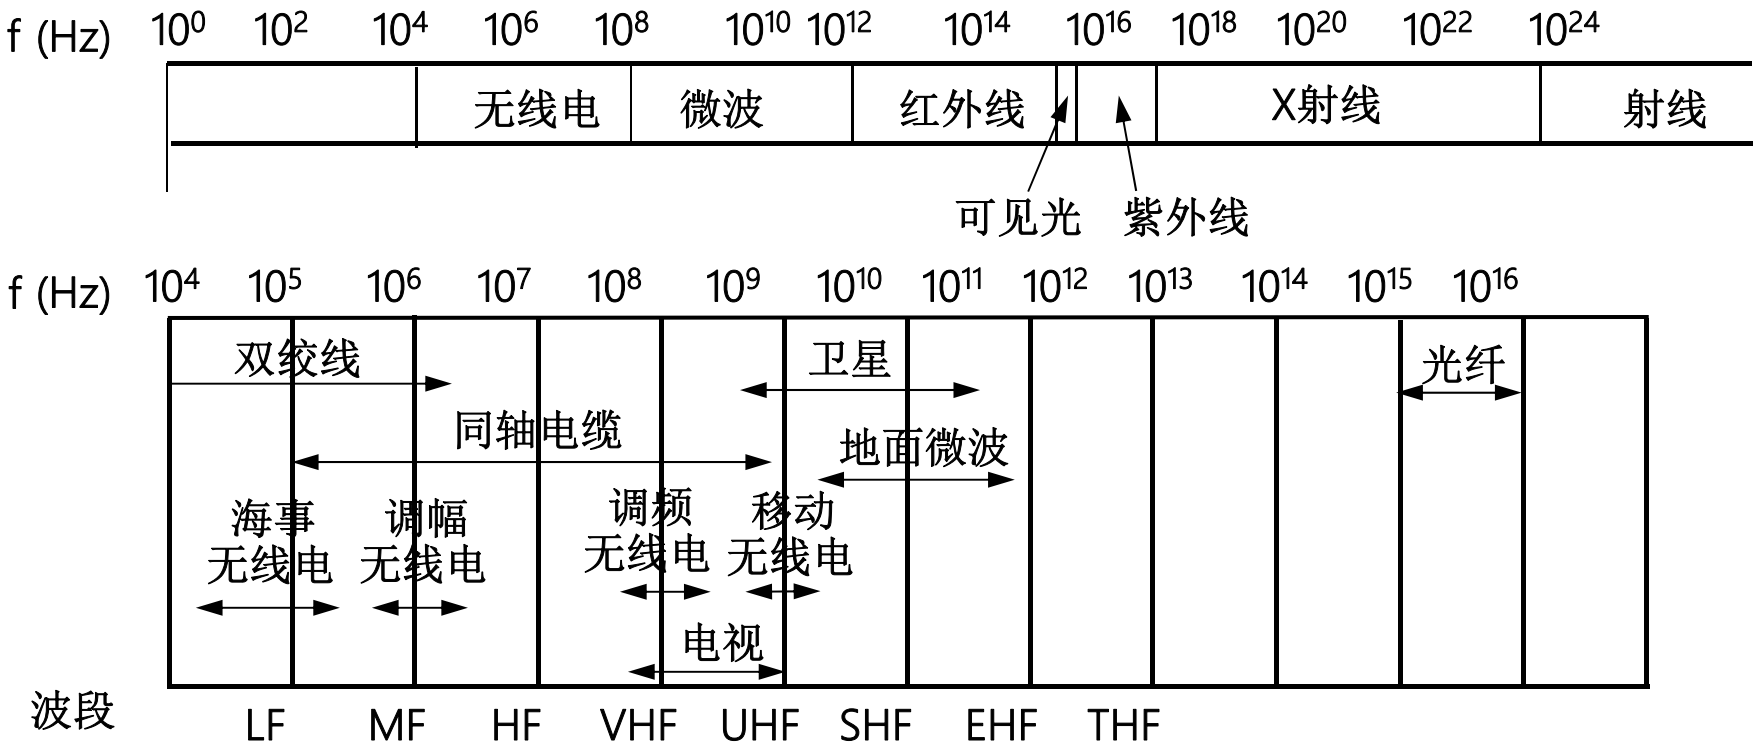 f (Hz) 10⁰ 10² 10⁴ 10⁶ 10⁸ 10¹⁰ 10¹² 10¹⁴ 10¹⁶ 10¹⁸ 10²⁰ 10²² 10²⁴
无线电 微波 红外线 X射线 射线
可见光 紫外线
f (Hz) 10⁴ 10⁵ 10⁶ 10⁷ 10⁸ 10⁹ 10¹⁰ 10¹¹ 10¹² 10¹³ 10¹⁴ 10¹⁵ 10¹⁶
双绞线 卫星 光纤
同轴电缆 地面微波
海事 调幅 调频 移动
无线电 无线电 无线电 无线电
电视
波段 LF MF HF VHF UHF SHF EHF THF